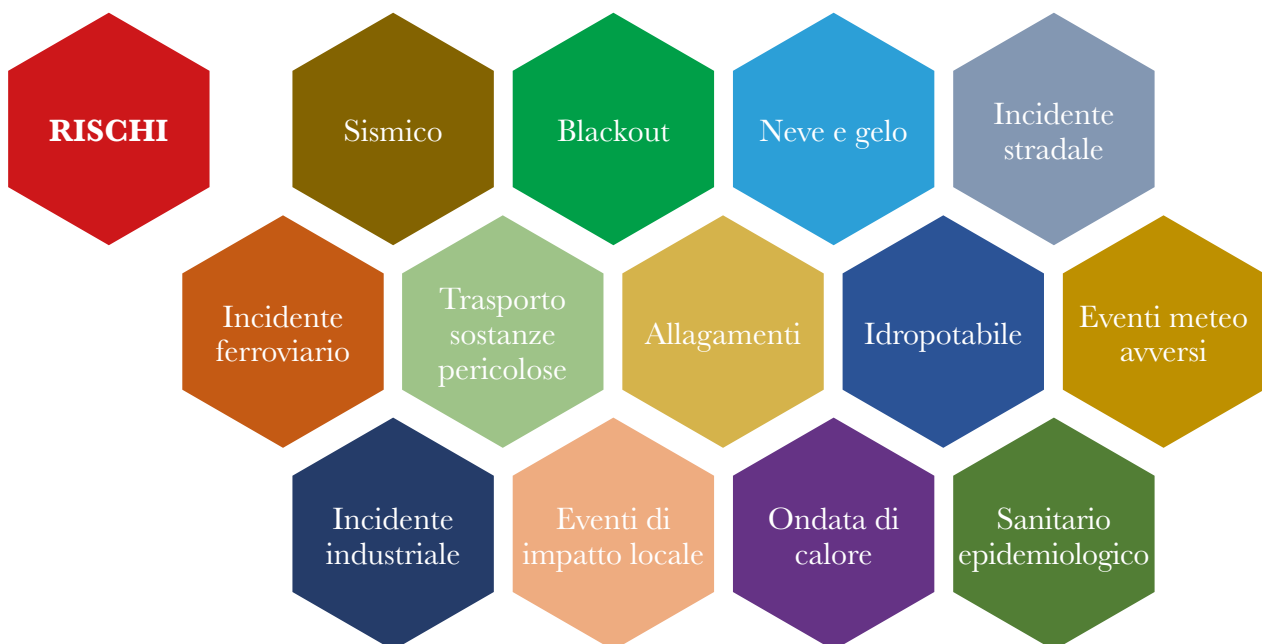 RISCHI
Sismico
Blackout
Neve e gelo
Incidente
stradale
Incidente
ferroviario
Trasporto
sostanze
pericolose
Allagamenti
Idropotabile
Eventi meteo
avversi
Incidente
industriale
Eventi di
impatto locale
Ondata di
calore
Sanitario
epidemiologico